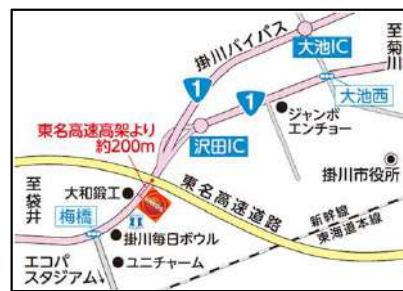 掛川バイパス
大池IC
至菊川
1
1
大池西
ジャンボ
エンチョー
沢田IC
東名高速高架より
約200m
掛川市役所
至袋井
大和鍛工
東名高速道路
梅橋
新幹線
東海道本線
掛川毎日ボウル
エコパ
スタジアム
ユニチャーム